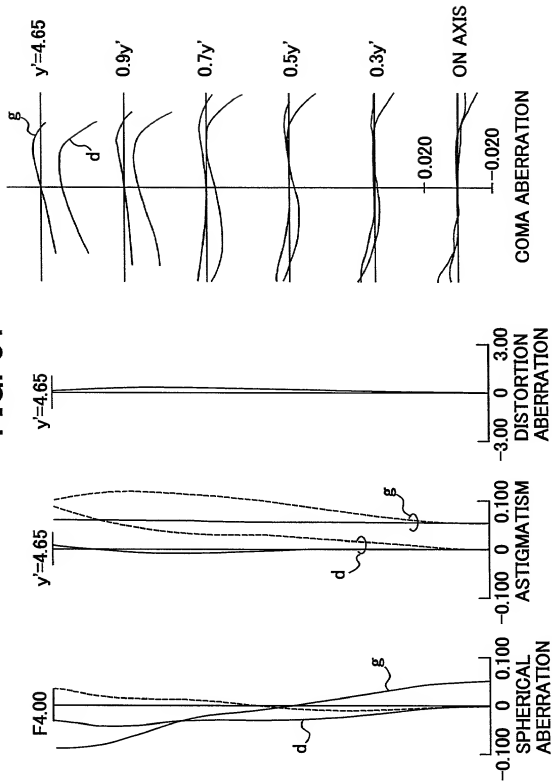 F4.00
g
d
−0.100
0
0.100
SPHERICAL
ABERRATION
y'=4.65
g
d
−0.100
0
0.100
ASTIGMATISM
y'=4.65
−3.00
0
3.00
DISTORTION
ABERRATION
g
y'=4.65
d
0.9y'
0.7y'
0.5y'
0.3y'
0.020
ON AXIS
−0.020
COMA ABERRATION